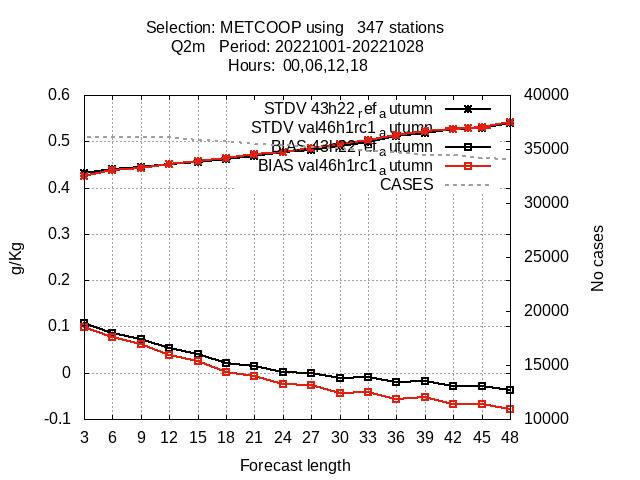 Selection: METCOOP using 347 stations
Q2m Period: 20221001-20221028
Hours: 00,06,12,18
0.6
0.5
0.4
0.3
0.2
0.1
0
-0.1
g/Kg
STDV 43h22ref_autumn
STDV val46h1rc1_autumn
BIAS 43h22ref_autumn
BIAS val46h1rc1_autumn
CASES
40000
35000
30000
25000
20000
15000
10000
No cases
3 6 9 12 15 18 21 24 27 30 33 36 39 42 45 48
Forecast length